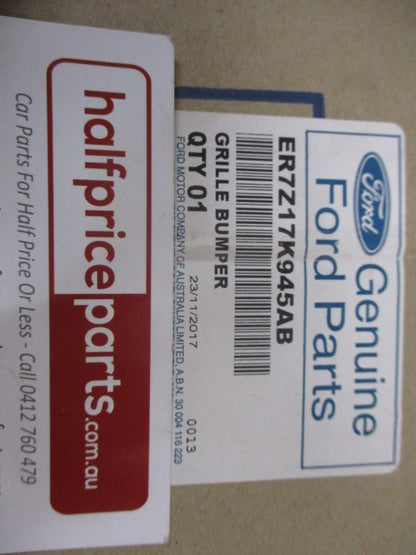 Ford
Genuine
Ford Parts
ER7Z17K945AB
GRILLE BUMPER
23/11/2017
0013
QTY 01
FORD MOTOR COMPANY OF AUSTRALIA LIMITED, A.B.N. 30 004 116 223
halfpriceparts.com.au
Car Parts For Half Price Or Less - Call 0412 760 479